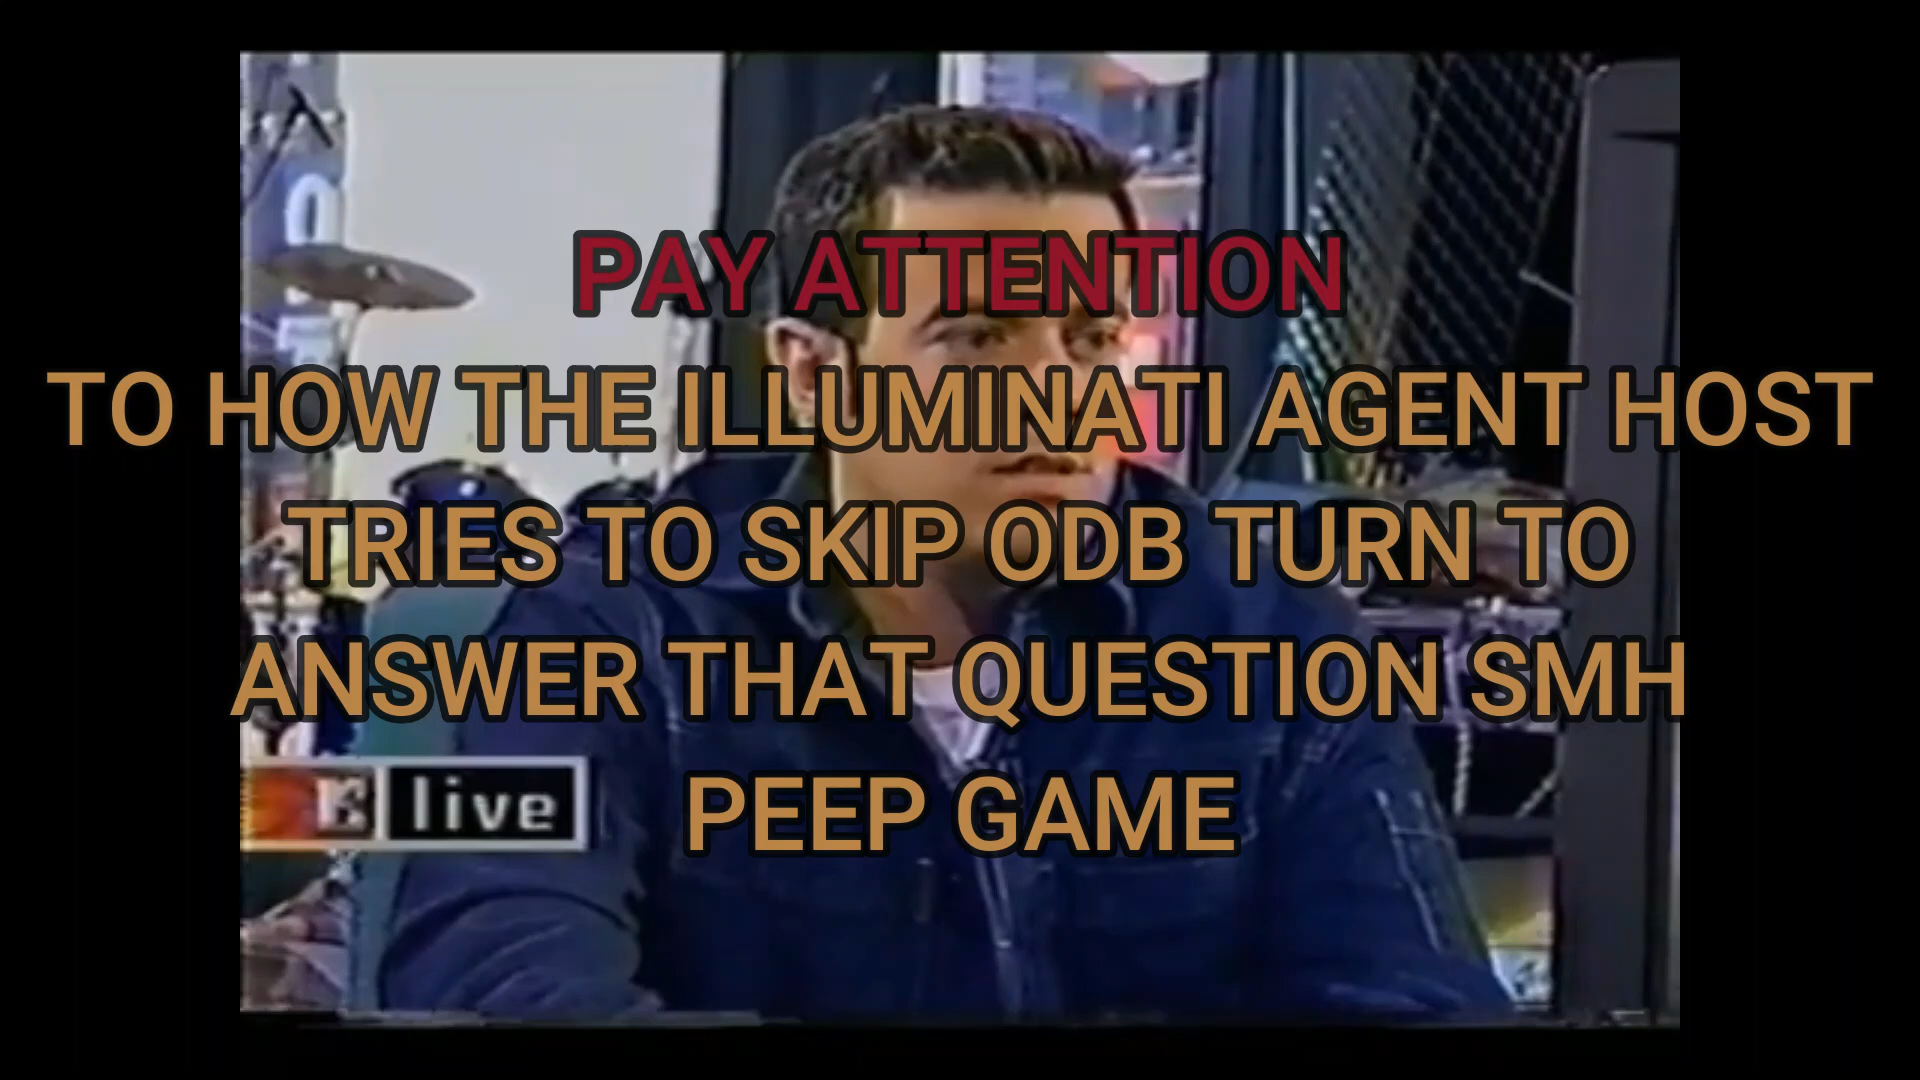 PAY ATTENTION
TO HOW THE ILLUMINATI AGENT HOST
TRIES TO SKIP ODB TURN TO
ANSWER THAT QUESTION SMH
PEEP GAME
live